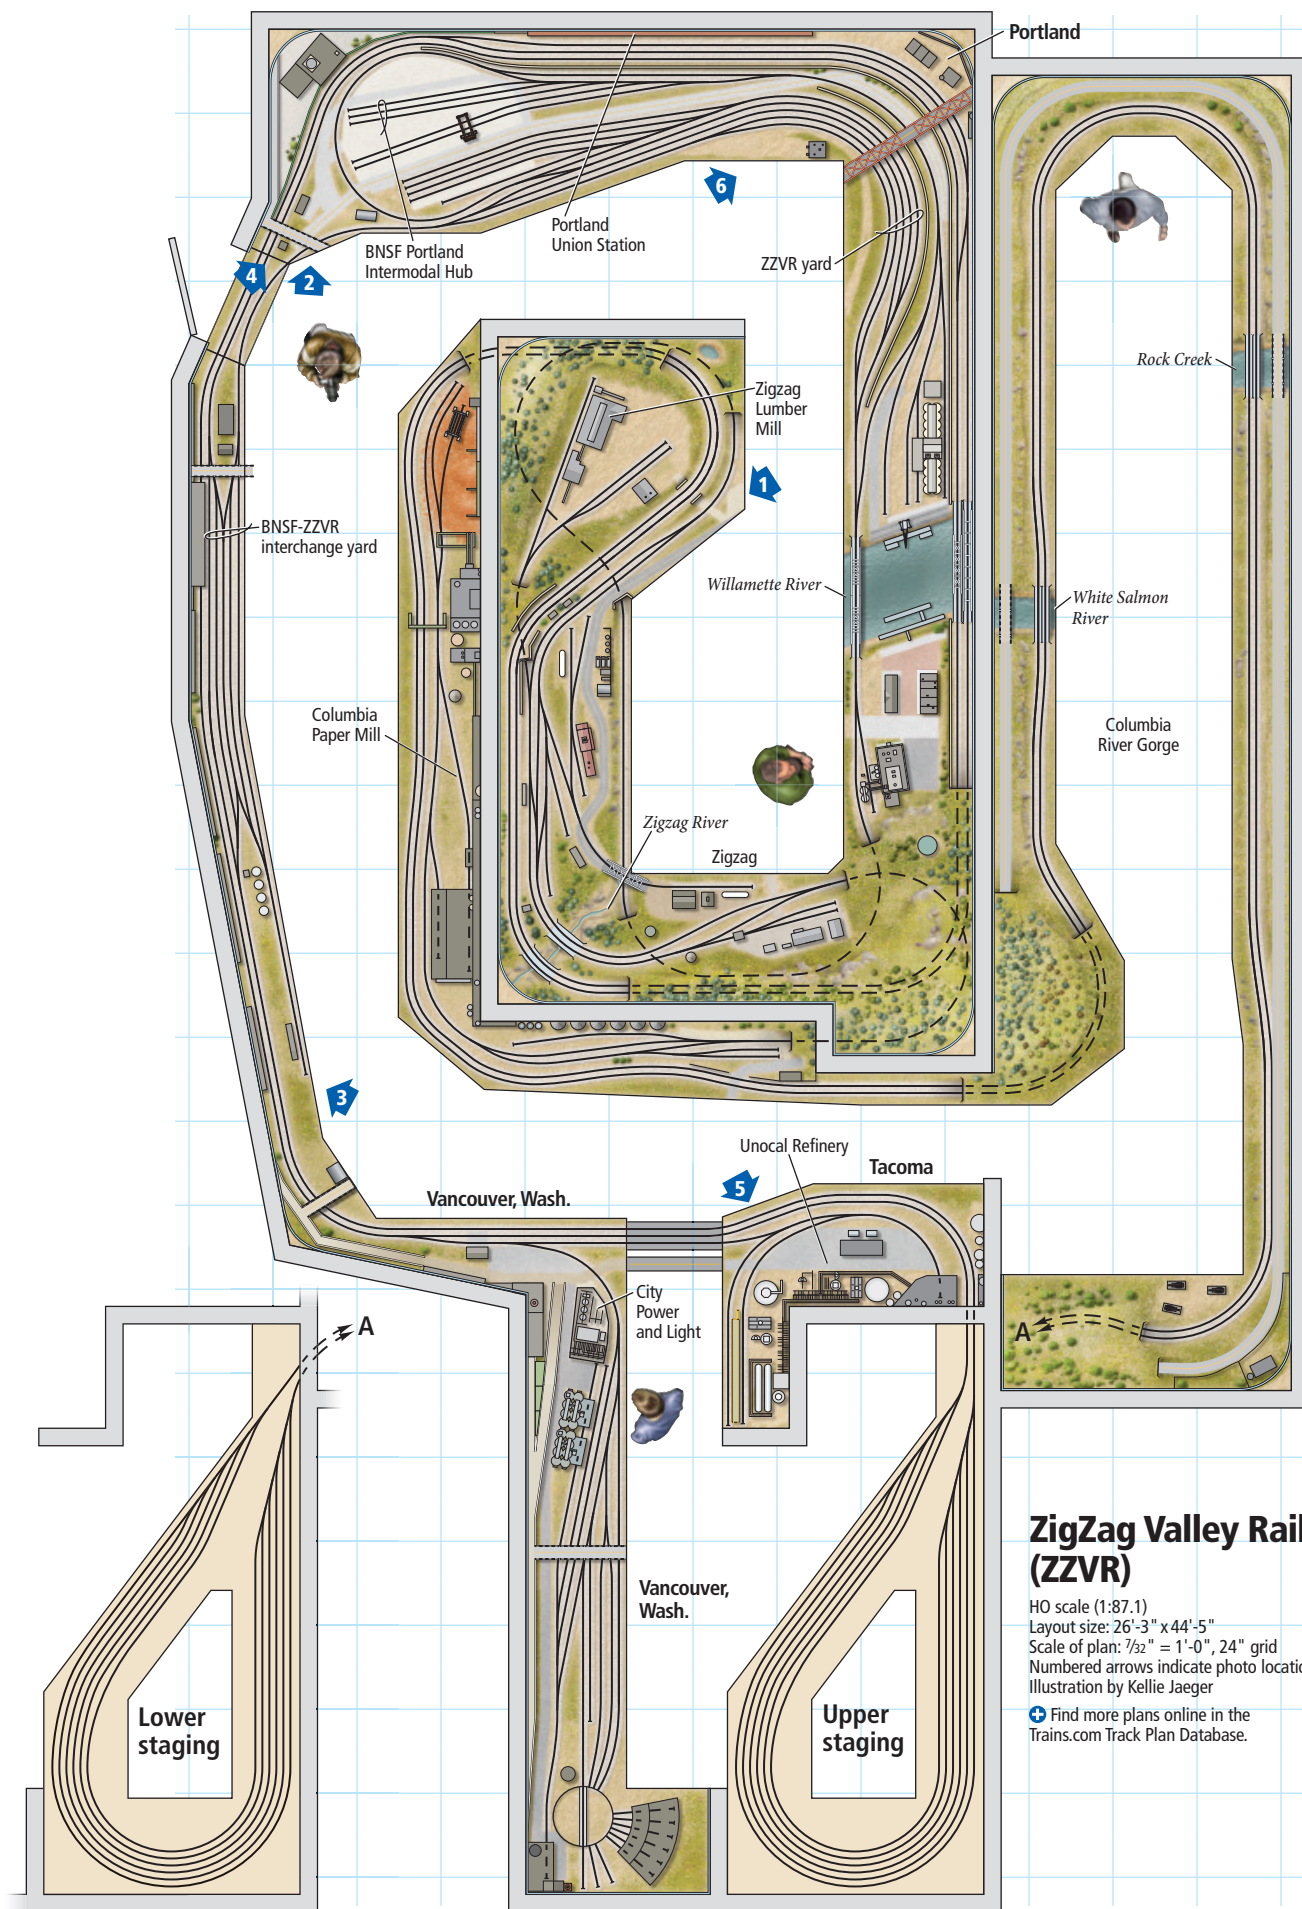 Portland
6
Portland
Union Station
BNSF Portland
Intermodal Hub
ZZVR yard
4
2
Rock Creek
Zigzag
Lumber
Mill
1
BNSF-ZZVR
interchange yard
Willamette River
White Salmon
River
Columbia
Paper Mill
Columbia
River Gorge
Zigzag River
Zigzag
3
Unocal Refinery
Tacoma
5
Vancouver, Wash.
City
Power
and Light
A
A
Vancouver,
Wash.
Lower
staging
Upper
staging
ZigZag Valley Rail
(ZZVR)
HO scale (1:87.1)
Layout size: 26'-3" x 44'-5"
Scale of plan: 7/32" = 1'-0", 24" grid
Numbered arrows indicate photo locatio
Illustration by Kellie Jaeger
Find more plans online in the
Trains.com Track Plan Database.